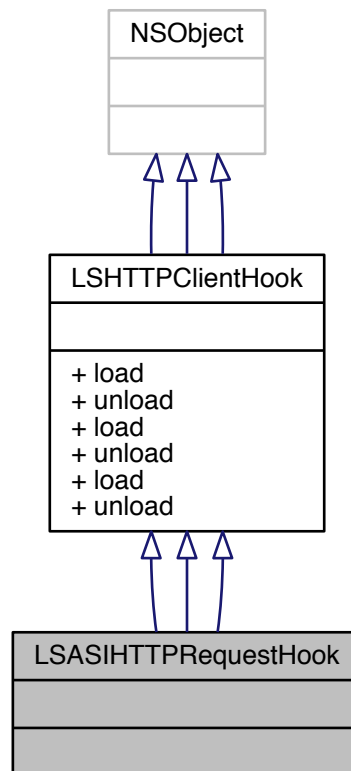 NSObject
LSHTTPClientHook
+ load
+ unload
+ load
+ unload
+ load
+ unload
LSASIHTTPRequestHook